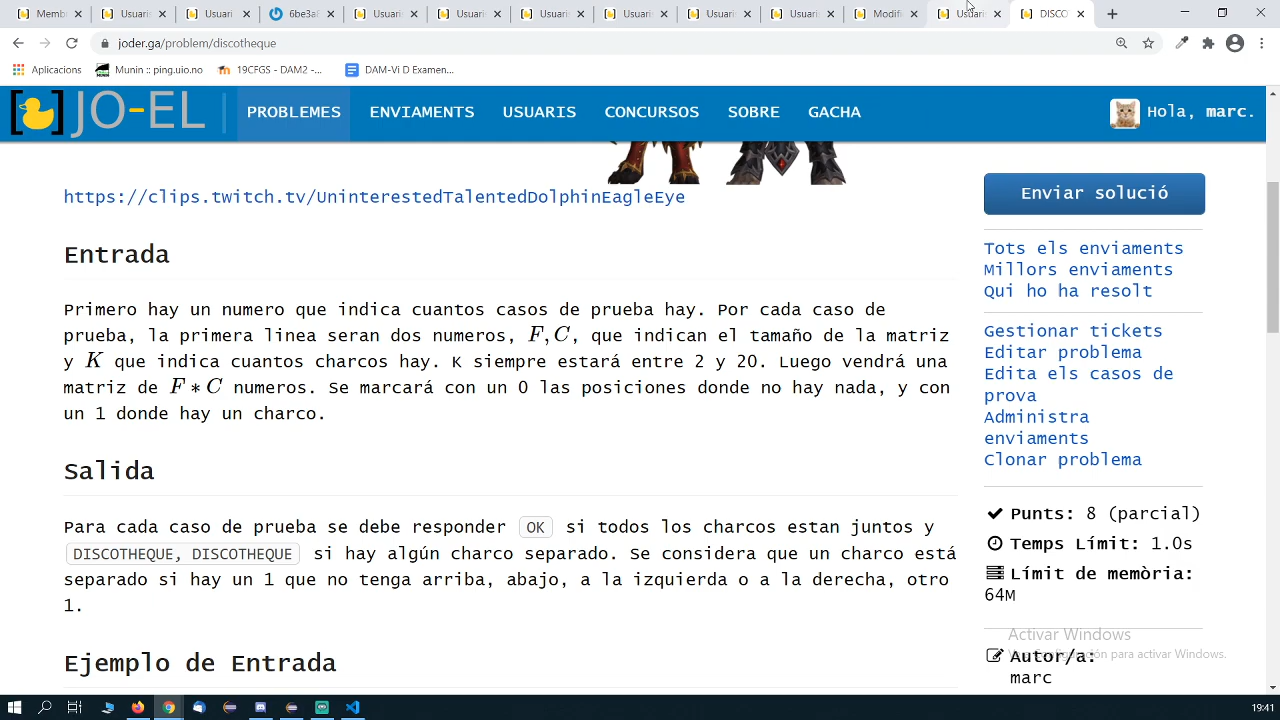 Memb
Usuari
Usuari
6be3af
Usuari
Usuari
Usuari
Usuari
Usuari
Usuari
Modifi
Usuari
DISCO
joder.ga/problem/discotheque
Aplicacions
Munin :: ping.uio.no
19CFGS - DAM2 -...
DAM-Vi D Examen...
JO-EL
PROBLEMES
ENVIAMENTS
USUARIS
CONCURSOS
SOBRE
GACHA
Hola, marc.
https://clips.twitch.tv/UninterestedTalentedDolphinEagleEye
Entrada
Primero hay un numero que indica cuantos casos de prueba hay. Por cada caso de
prueba, la primera linea seran dos numeros, F, C, que indican el tamaño de la matriz
y K que indica cuantos charcos hay. K siempre estará entre 2 y 20. Luego vendrá una
matriz de F * C numeros. Se marcará con un 0 las posiciones donde no hay nada, y con
un 1 donde hay un charco.
Salida
Para cada caso de prueba se debe responder OK si todos los charcos estan juntos y
DISCOTHEQUE, DISCOTHEQUE si hay algún charco separado. Se considera que un charco está
separado si hay un 1 que no tenga arriba, abajo, a la izquierda o a la derecha, otro
1.
Ejemplo de Entrada
Enviar solució
Tots els enviaments
Millors enviaments
Qui ho ha resolt
Gestionar tickets
Editar problema
Edita els casos de
prova
Administra
enviaments
Clonar problema
Punts: 8 (parcial)
Temps Límit: 1.0s
Límit de memòria:
64M
Activar Windows
Autor/a:
para activar Windows.
marc
19:41